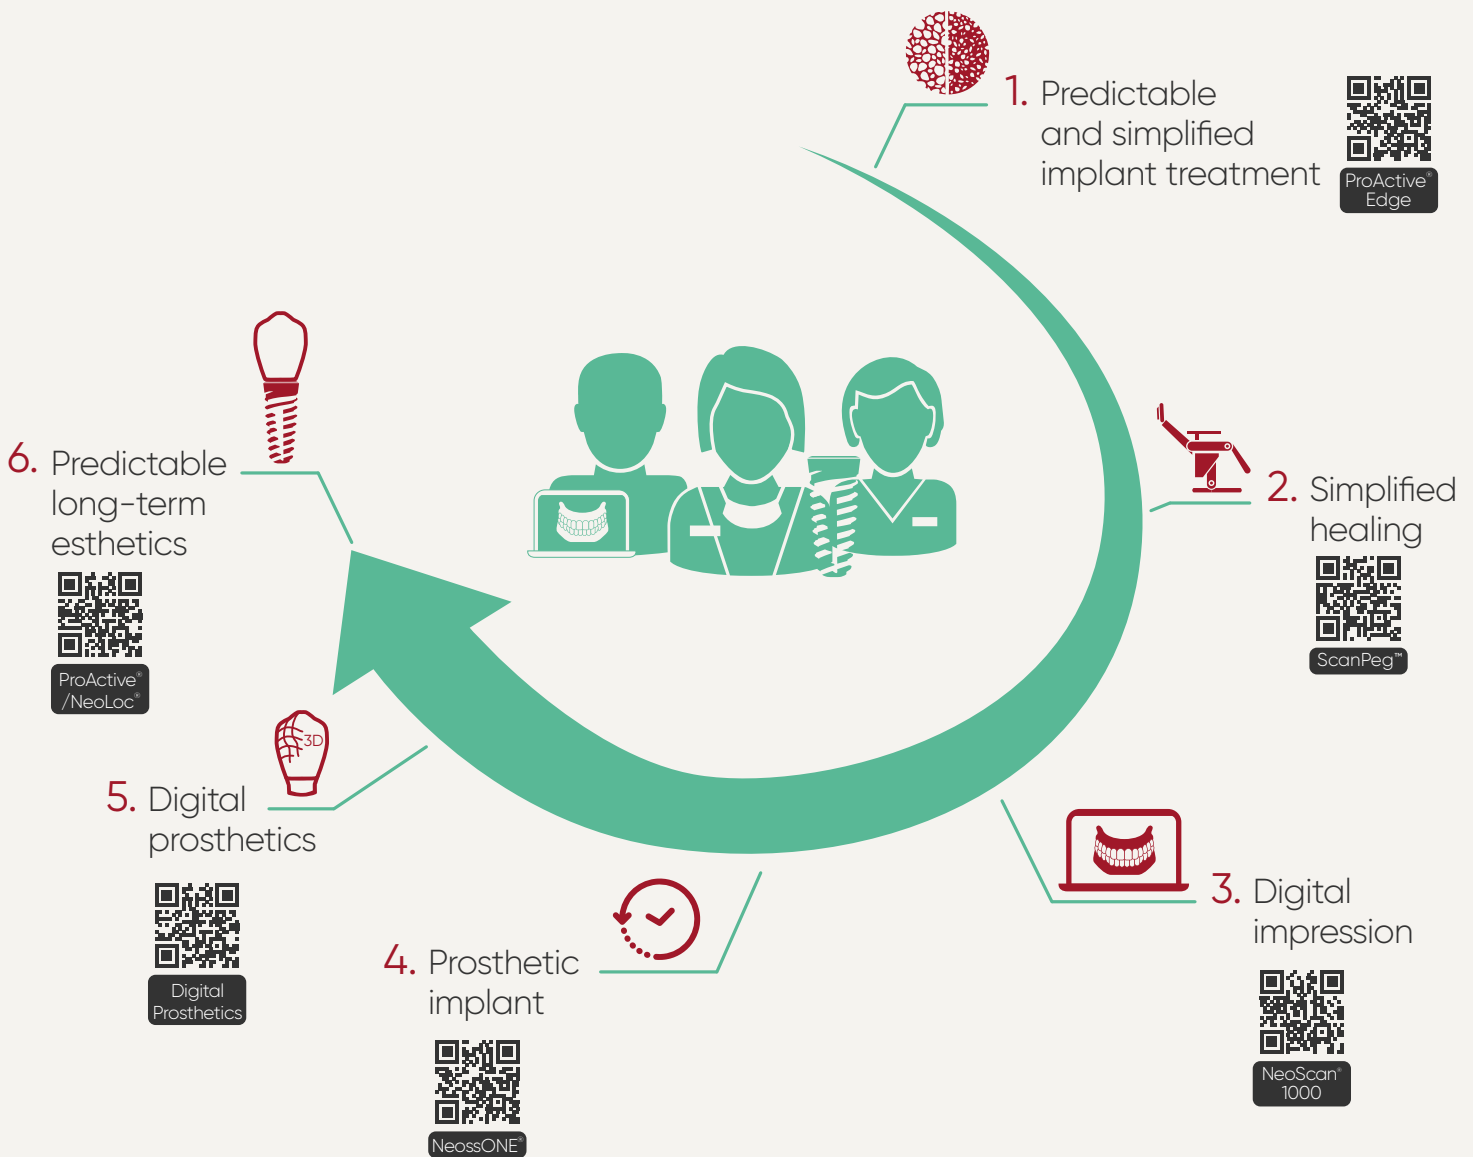 1. Predictable
and simplified
implant treatment
ProActive®
Edge
2. Simplified
healing
ScanPeg™
3. Digital
impression
NeoScan®
1000
4. Prosthetic
implant
NeossONE®
5. Digital
prosthetics
3D
Digital
Prosthetics
6. Predictable
long-term
esthetics
ProActive®
/NeoLoc®